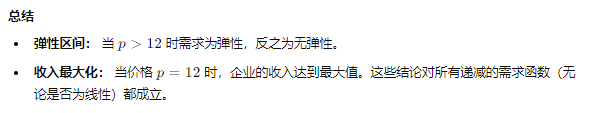 总结
• 弹性区间： 当 p > 12 时需求为弹性，反之为无弹性。
• 收入最大化： 当价格 p = 12 时，企业的收入达到最大值。这些结论对所有递减的需求函数（无
论是否为线性）都成立。